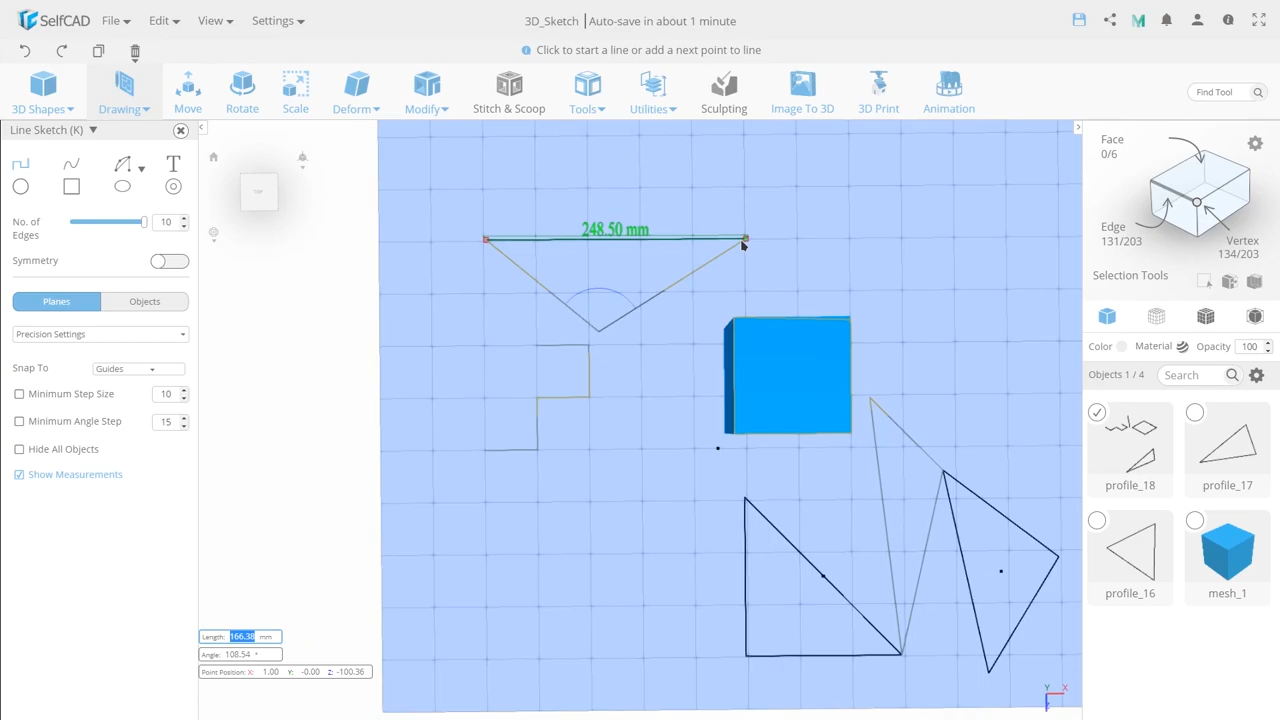 SelfCAD File Edit View Settings 3D_Sketch | Auto-save in about 1 minute
Click to start a line or add a next point to line
3D Shapes Drawing Move Rotate Scale Deform Modify Stitch & Scoop Tools Utilities Sculpting Image To 3D 3D Print Animation Find Tool
Line Sketch (K)
T
No. of
Edges
10
Symmetry
Planes Objects
Precision Settings
Snap To Guides
Minimum Step Size 10
Minimum Angle Step 15
Hide All Objects
Show Measurements
TOP
248.50 mm
Length: 166.38 mm
Angle: 108.54 °
Point Position: X: 1.00 Y: -0.00 Z: -100.36
Y X
Z
Face
0/6
Edge
131/203
Vertex
134/203
Selection Tools
Color Material Opacity 100
Objects 1 / 4 Search
profile_18 profile_17
profile_16 mesh_1